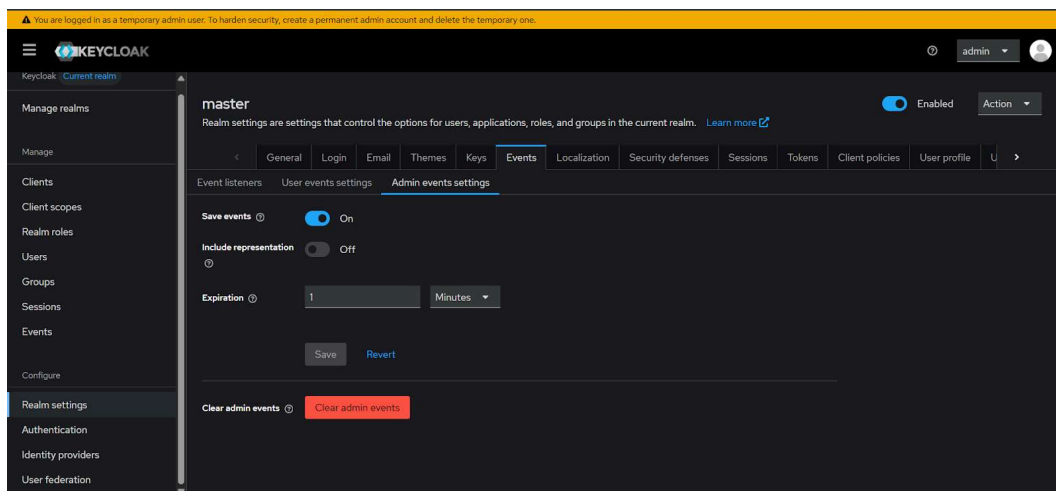 You are logged in as a temporary admin user. To harden security, create a permanent admin account and delete the temporary one.
KEYCLOAK
admin
Keycloak Current realm
Manage realms
Manage
Clients
Client scopes
Realm roles
Users
Groups
Sessions
Events
Configure
Realm settings
Authentication
Identity providers
User federation
master
Enabled
Action
Realm settings are settings that control the options for users, applications, roles, and groups in the current realm. Learn more
General Login Email Themes Keys Events Localization Security defenses Sessions Tokens Client policies User profile U
Event listeners User events settings Admin events settings
Save events On
Include representation Off
Expiration 1 Minutes
Save Revert
Clear admin events Clear admin events